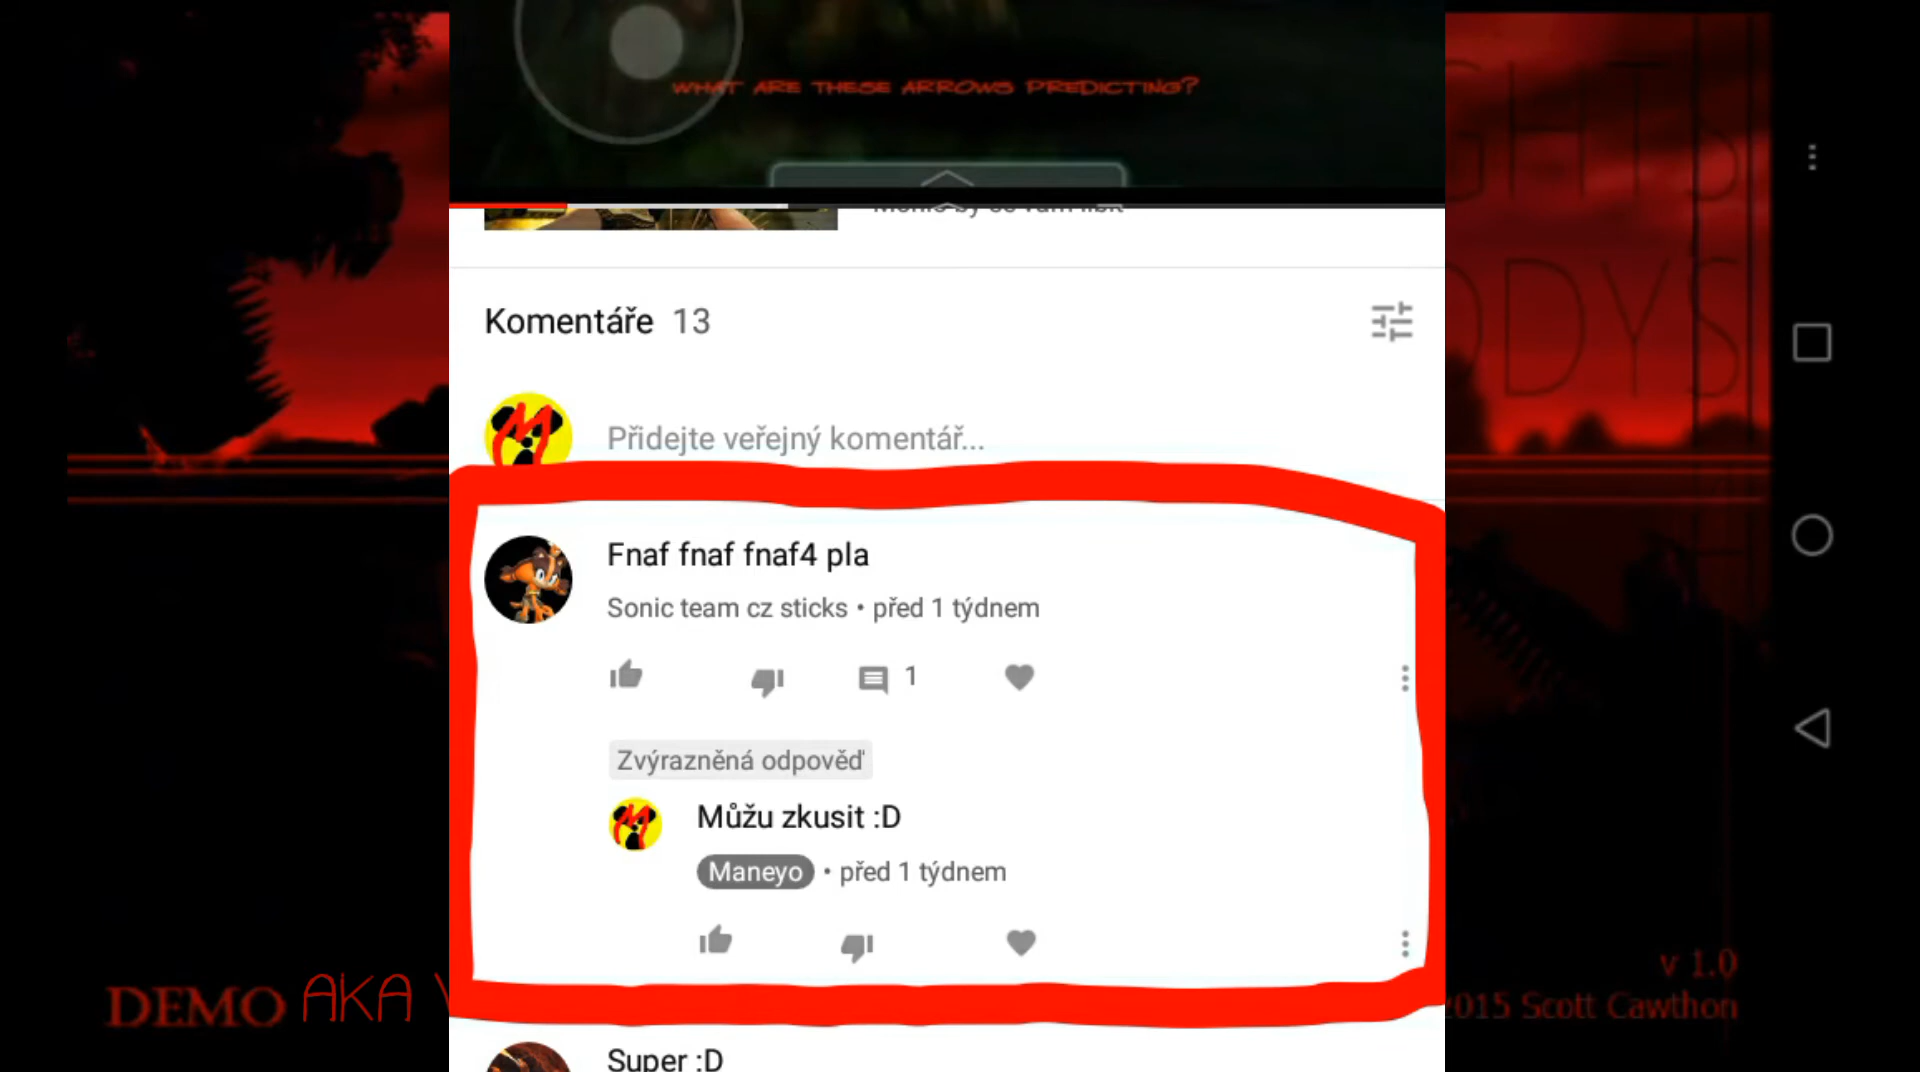 WHAT ARE THESE ARROWS PREDICTING?
Komentáře 13
Přidejte veřejný komentář...
Fnaf fnaf fnaf4 pla
Sonic team cz sticks • před 1 týdnem
1
Zvýrazněná odpověď
Můžu zkusit :D
Maneyo • před 1 týdnem
Super :D
GHTS
DDYS
DEMO AKA
v 1.0
2015 Scott Cawthon